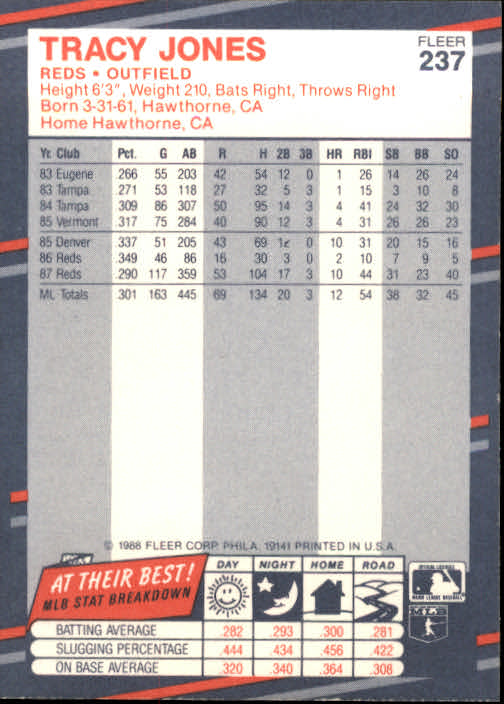 TRACY JONES
REDS • OUTFIELD
Height 6'3", Weight 210, Bats Right, Throws Right
Born 3-31-61, Hawthorne, CA
Home Hawthorne, CA
FLEER
237
Yr. Club Pct. G AB R H 2B 3B HR RBI SB BB SO
83 Eugene .266 55 203 42 54 12 0 1 26 14 26 24
83 Tampa .271 53 118 27 32 5 3 1 15 3 10 8
84 Tampa .309 86 307 50 95 14 3 4 41 24 32 30
85 Vermont .317 75 284 40 90 12 3 4 31 26 26 23
85 Denver .337 51 205 43 69 12 0 10 31 20 15 16
86 Reds .349 46 86 16 30 3 0 2 10 7 9 5
87 Reds .290 117 359 53 104 17 3 10 44 31 23 40
ML Totals .301 163 445 69 134 20 3 12 54 38 32 45
© 1988 FLEER CORP. PHILA. 19141 PRINTED IN U.S.A.
AT THEIR BEST!
MLB STAT BREAKDOWN
DAY NIGHT HOME ROAD
BATTING AVERAGE .282 .293 .300 .281
SLUGGING PERCENTAGE .444 .434 .456 .422
ON BASE AVERAGE .320 .340 .364 .308
MAJOR LEAGUE BASEBALL